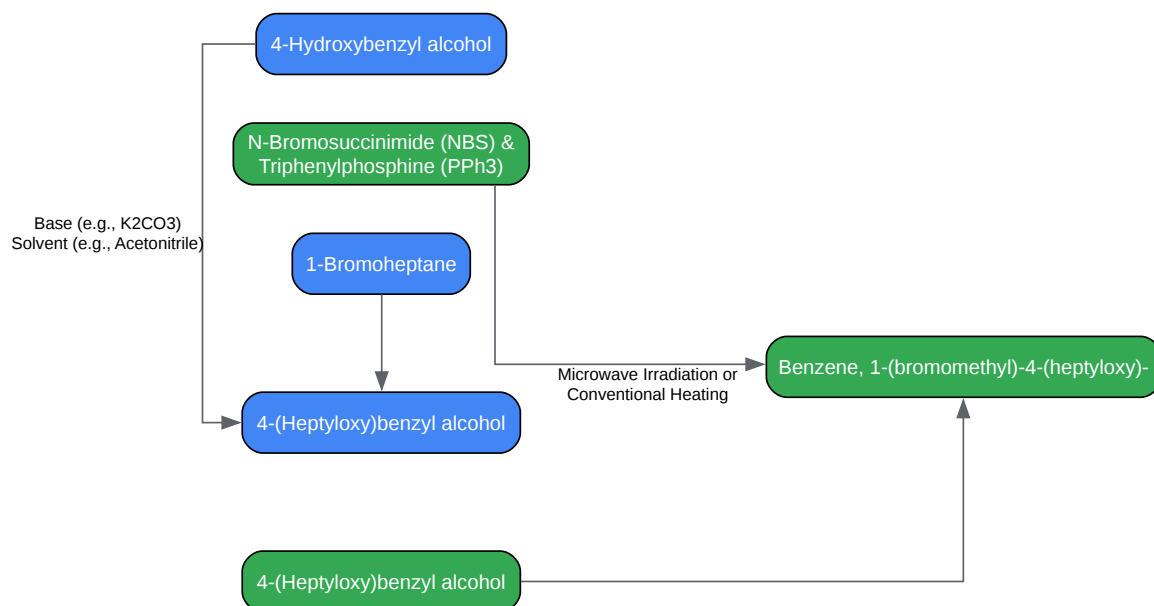 4-Hydroxybenzyl alcohol
N-Bromosuccinimide (NBS) &
Triphenylphosphine (PPh3)
Base (e.g., K2CO3)
Solvent (e.g., Acetonitrile)
1-Bromoheptane
Microwave Irradiation or
Conventional Heating
Benzene, 1-(bromomethyl)-4-(heptyloxy)-
4-(Heptyloxy)benzyl alcohol
4-(Heptyloxy)benzyl alcohol